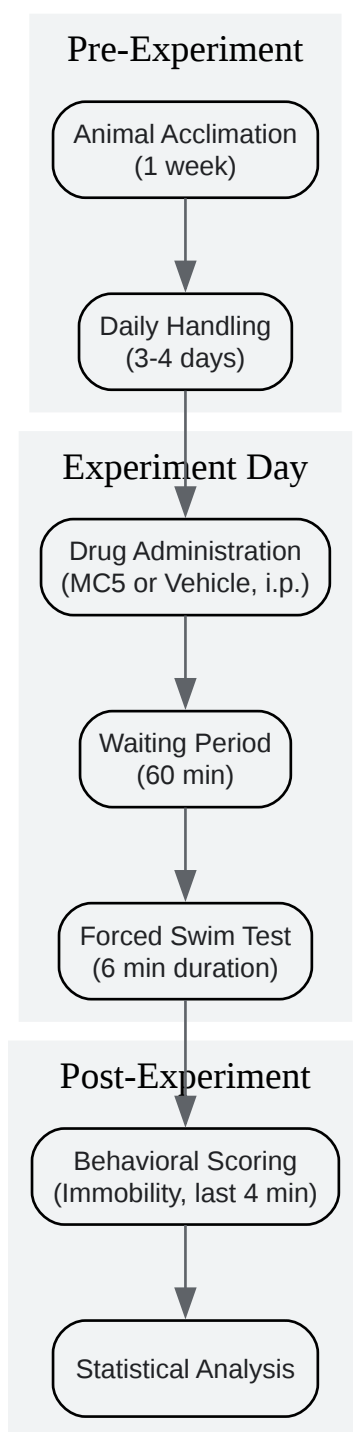 Pre-Experiment
Animal Acclimation
(1 week)
Daily Handling
(3-4 days)
Experiment Day
Drug Administration
(MC5 or Vehicle, i.p.)
Waiting Period
(60 min)
Forced Swim Test
(6 min duration)
Post-Experiment
Behavioral Scoring
(Immobility, last 4 min)
Statistical Analysis